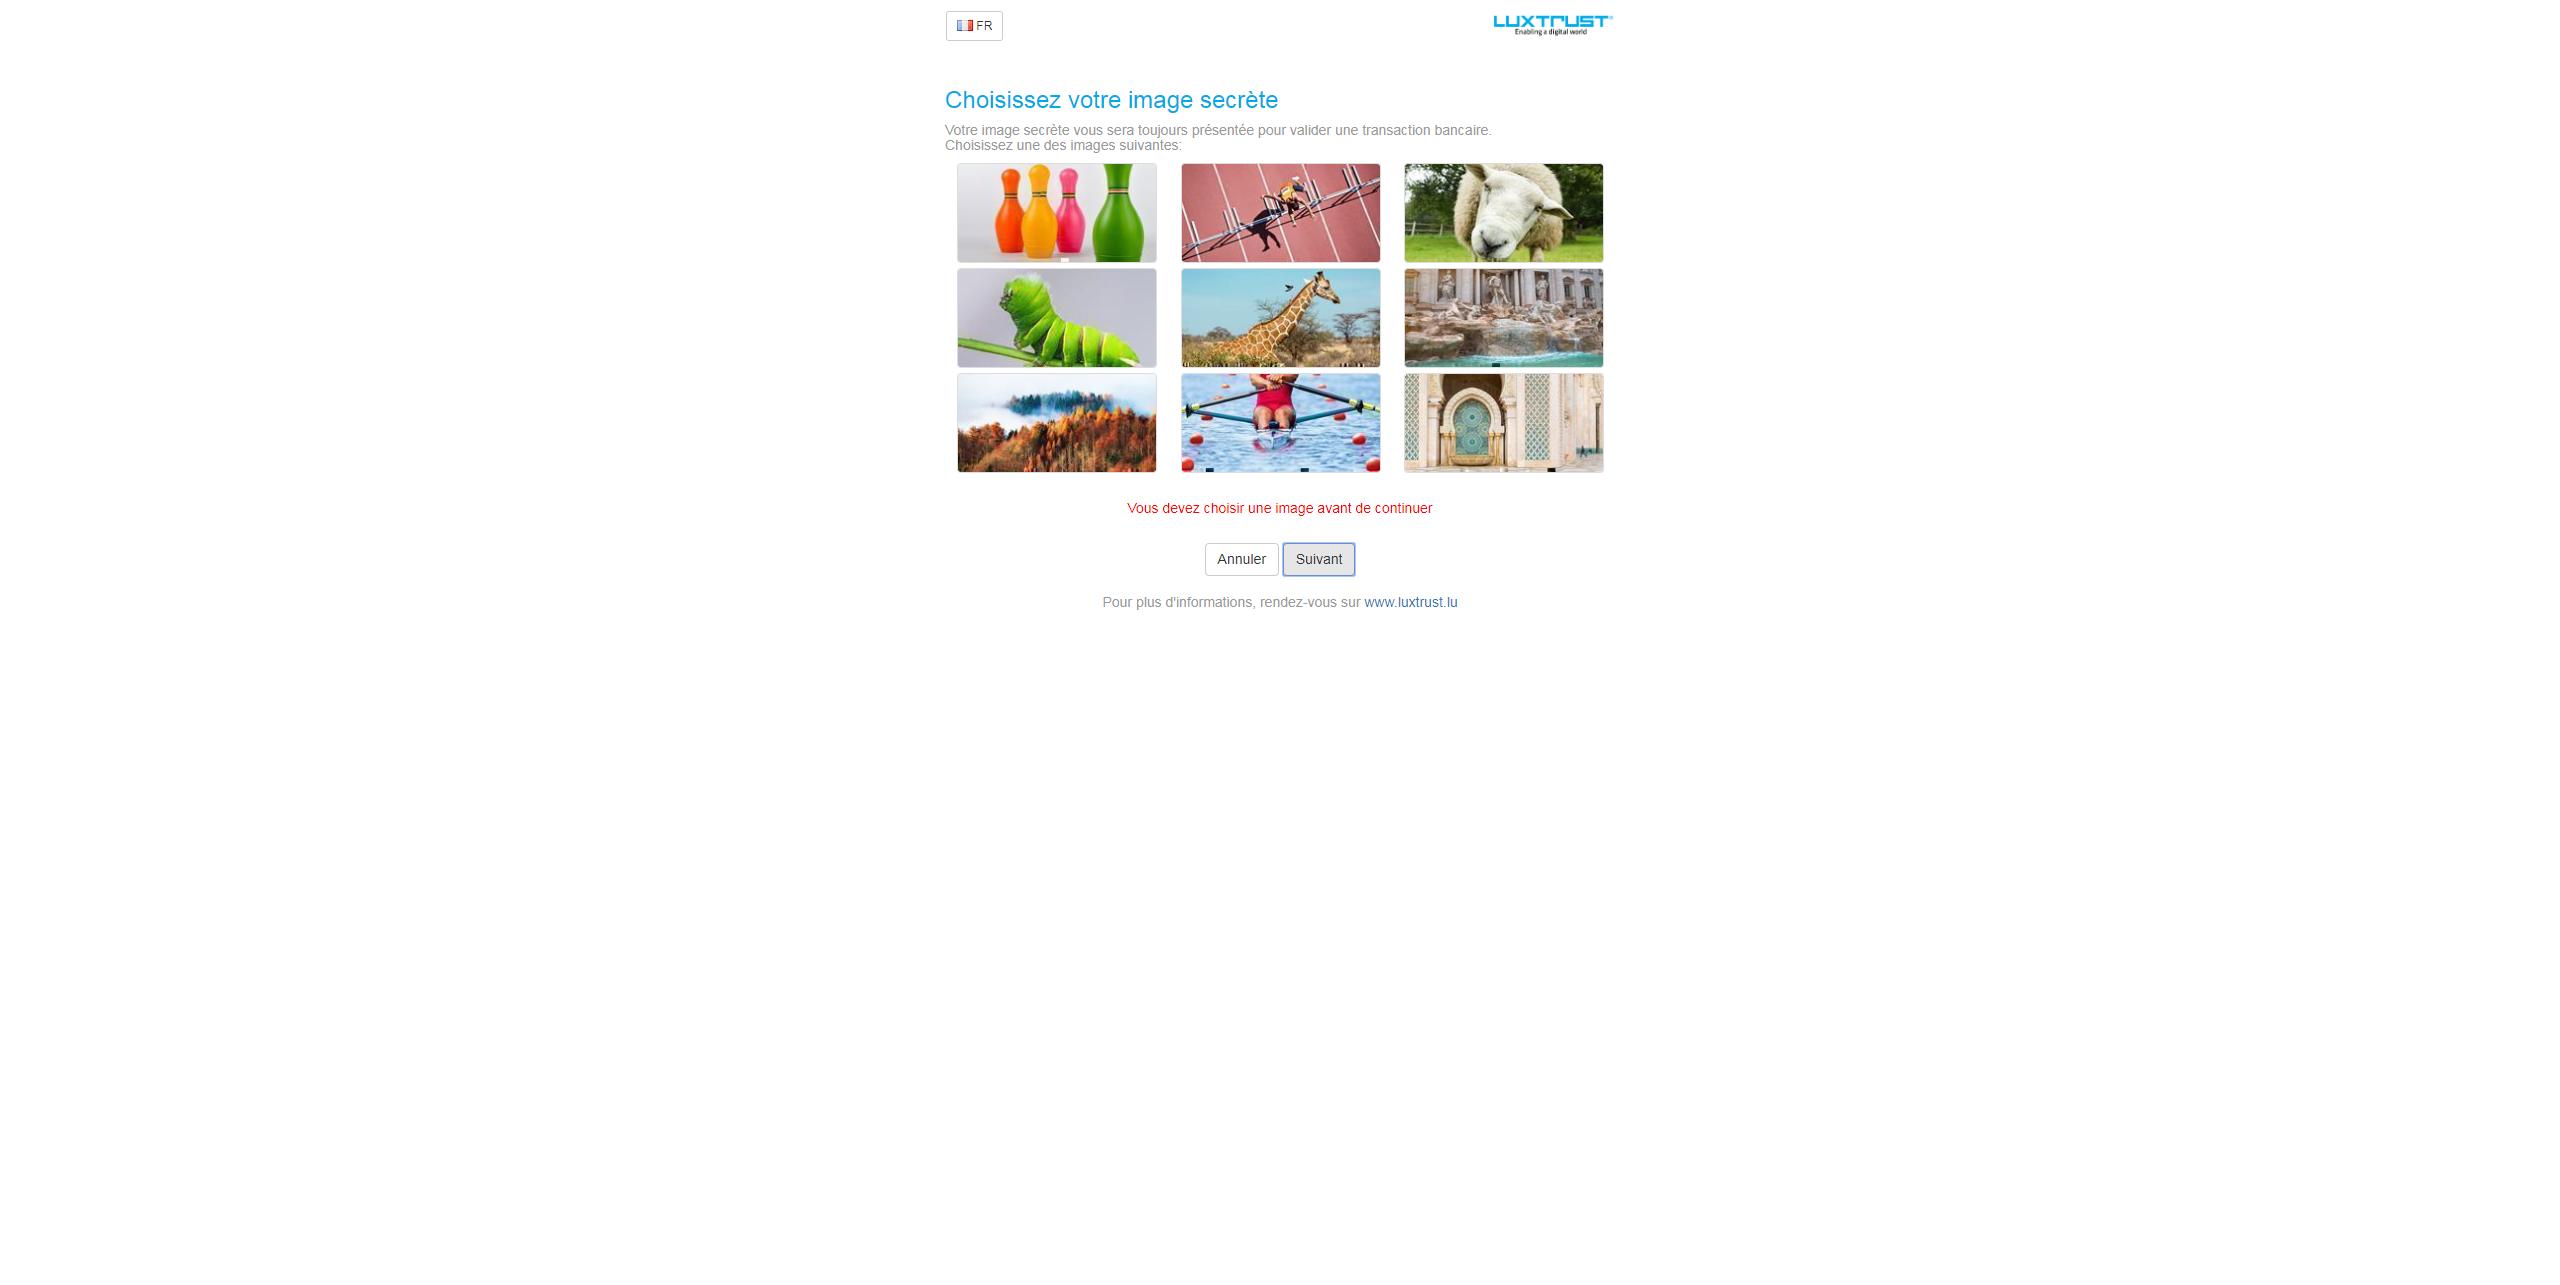 FR
LUXTRUST
Enabling a digital world
Choisissez votre image secrète
Votre image secrète vous sera toujours présentée pour valider une transaction bancaire.
Choisissez une des images suivantes:
Vous devez choisir une image avant de continuer
Annuler
Suivant
Pour plus d'informations, rendez-vous sur www.luxtrust.lu